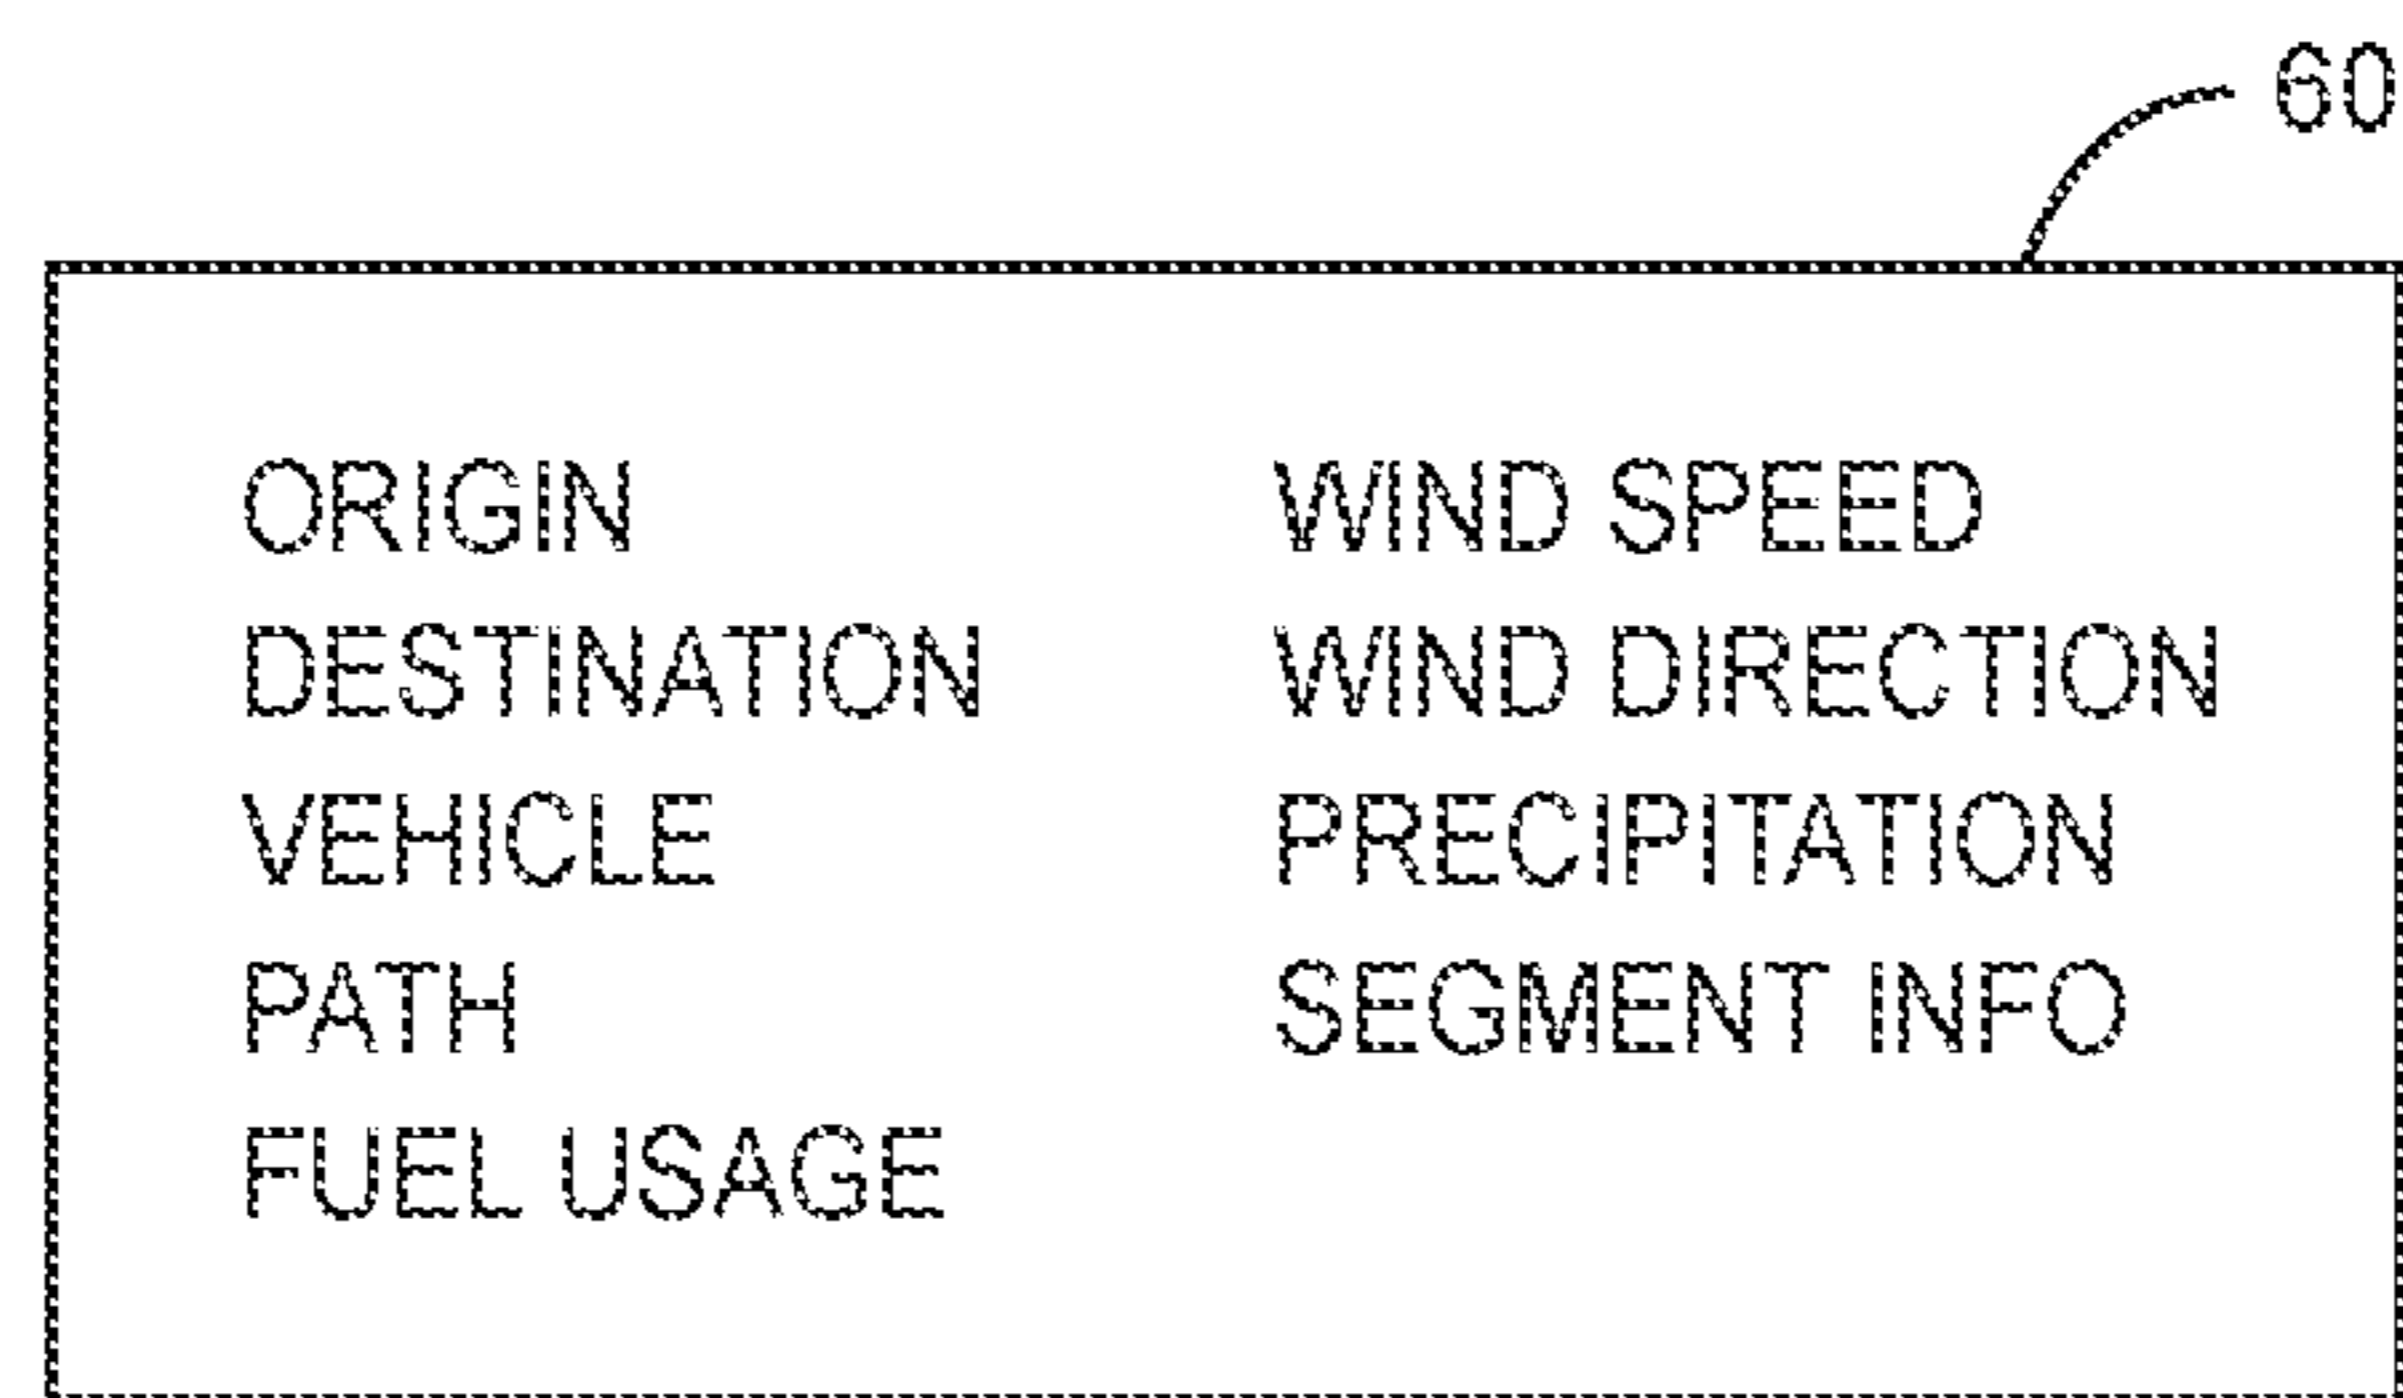 60
ORIGIN
DESTINATION
VEHICLE
PATH
FUEL USAGE
WIND SPEED
WIND DIRECTION
PRECIPITATION
SEGMENT INFO